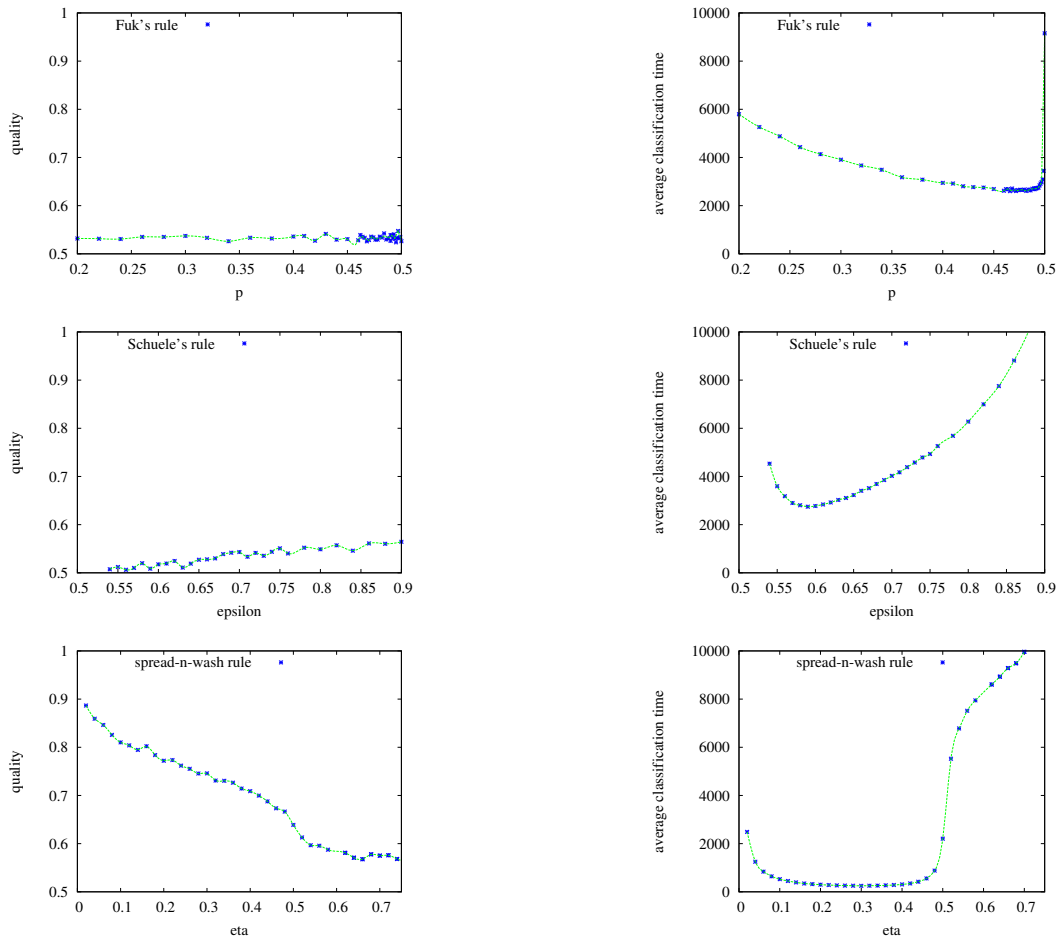 1
0.9
0.8
0.7
0.6
0.5
0.2 0.25 0.3 0.35 0.4 0.45 0.5
quality
p
Fuk's rule
10000
8000
6000
4000
2000
0
0.2 0.25 0.3 0.35 0.4 0.45 0.5
average classification time
p
Fuk's rule
1
0.9
0.8
0.7
0.6
0.5
0.5 0.55 0.6 0.65 0.7 0.75 0.8 0.85 0.9
quality
epsilon
Schuele's rule
10000
8000
6000
4000
2000
0
0.5 0.55 0.6 0.65 0.7 0.75 0.8 0.85 0.9
average classification time
epsilon
Schuele's rule
1
0.9
0.8
0.7
0.6
0.5
0 0.1 0.2 0.3 0.4 0.5 0.6 0.7
quality
eta
spread-n-wash rule
10000
8000
6000
4000
2000
0
0 0.1 0.2 0.3 0.4 0.5 0.6 0.7
average classification time
eta
spread-n-wash rule